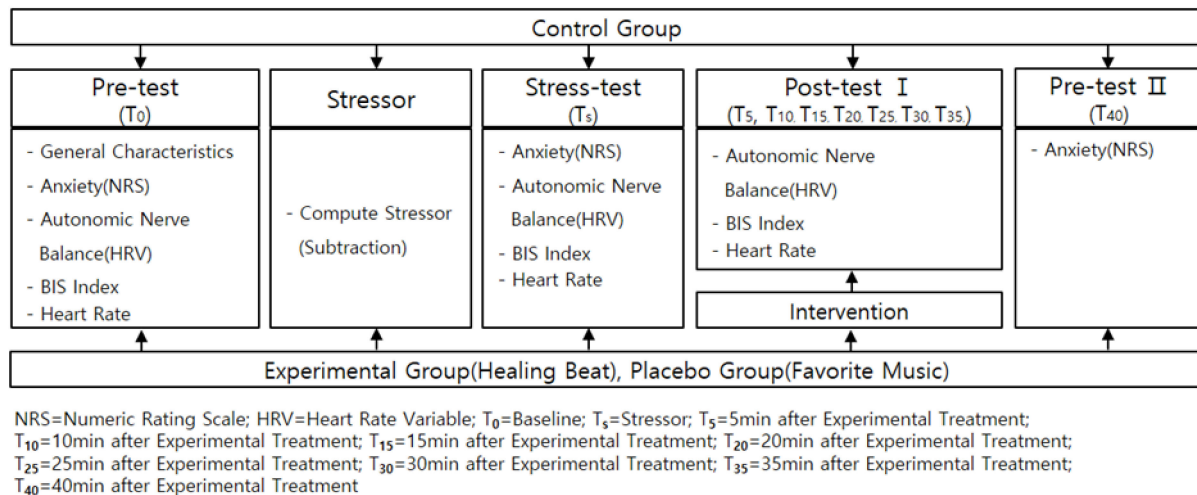 Control Group
Pre-test
(T0)
- General Characteristics
- Anxiety(NRS)
- Autonomic Nerve
Balance(HRV)
- BIS Index
- Heart Rate
Stressor
- Compute Stressor
(Subtraction)
Stress-test
(Ts)
- Anxiety(NRS)
- Autonomic Nerve
Balance(HRV)
- BIS Index
- Heart Rate
Post-test Ⅰ
(T5, T10, T15, T20, T25, T30, T35,)
- Autonomic Nerve
Balance(HRV)
- BIS Index
- Heart Rate
Intervention
Pre-test Ⅱ
(T40)
- Anxiety(NRS)
Experimental Group(Healing Beat), Placebo Group(Favorite Music)
NRS=Numeric Rating Scale; HRV=Heart Rate Variable; T0=Baseline; Ts=Stressor; T5=5min after Experimental Treatment;
T10=10min after Experimental Treatment; T15=15min after Experimental Treatment; T20=20min after Experimental Treatment;
T25=25min after Experimental Treatment; T30=30min after Experimental Treatment; T35=35min after Experimental Treatment;
T40=40min after Experimental Treatment